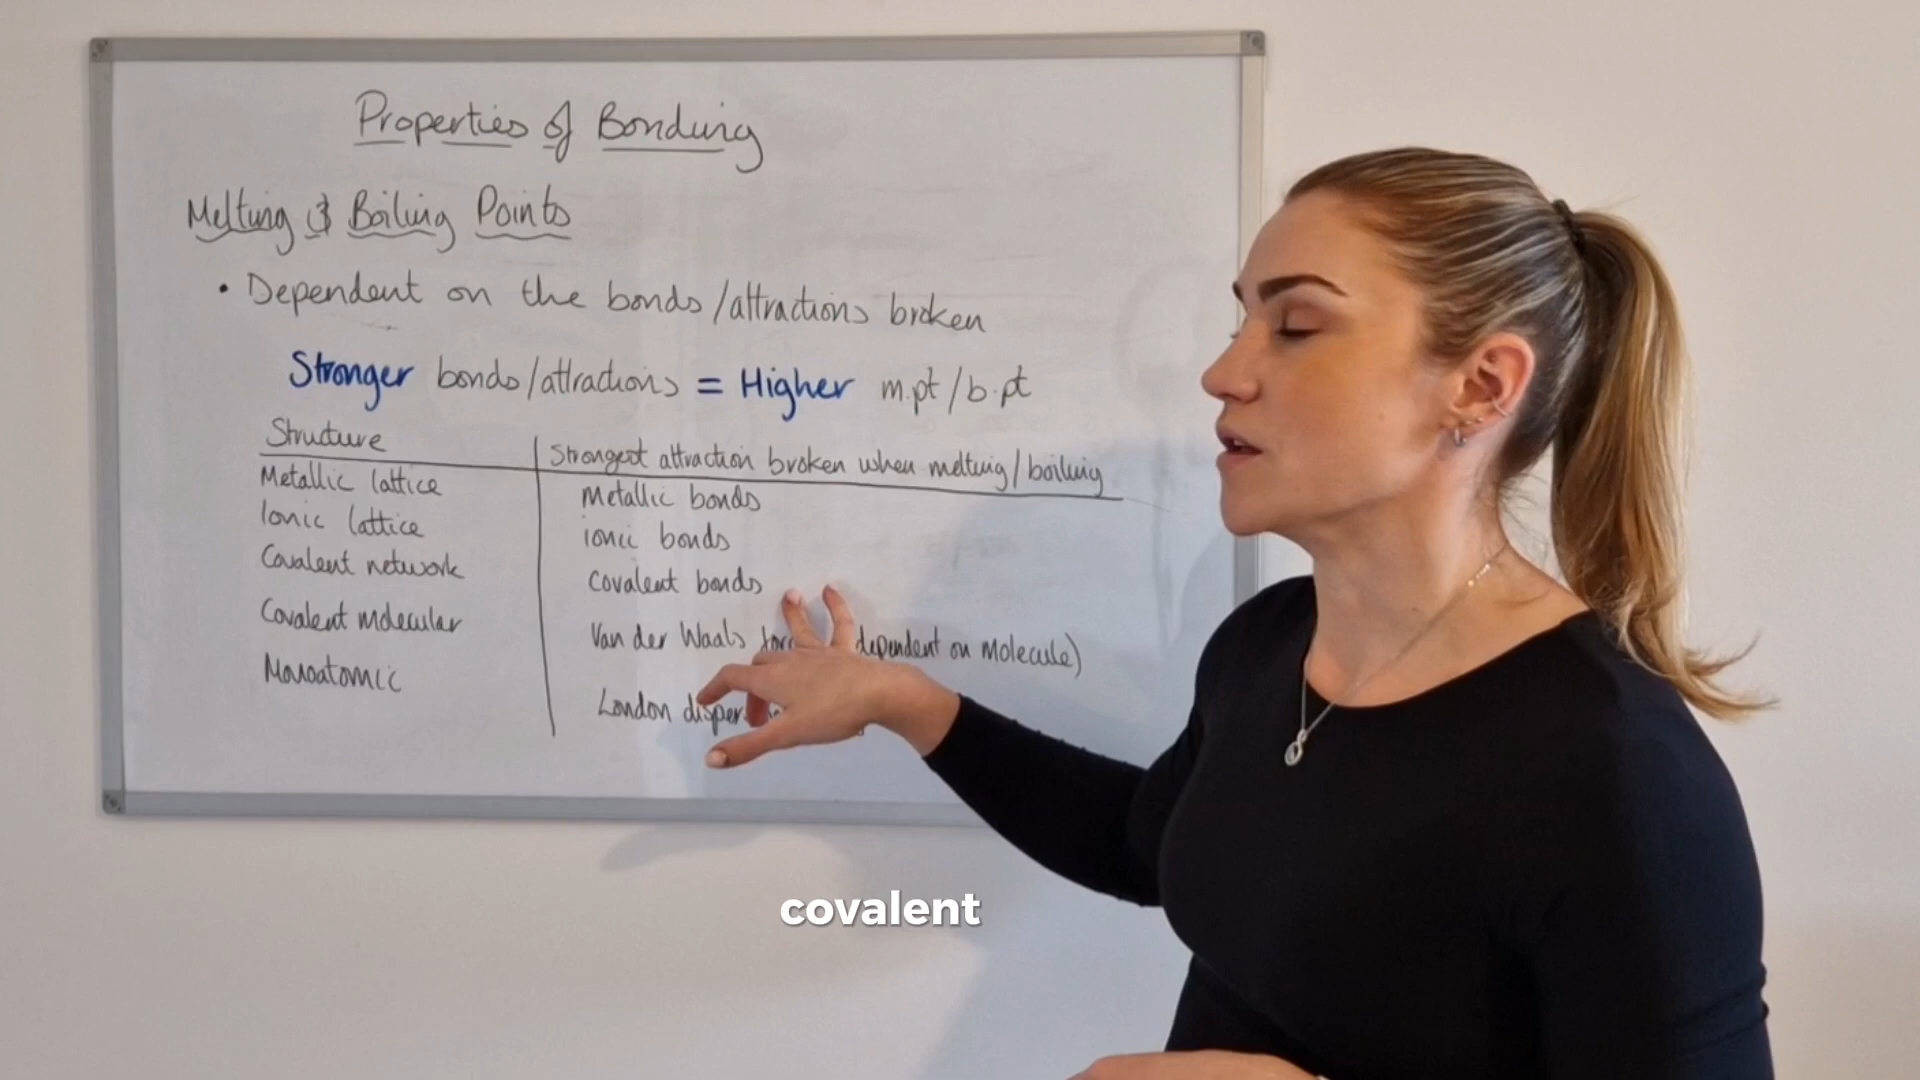 Properties of Bonding
Melting & Boiling Points
• Dependent on the bonds/attractions broken
Stronger bonds/attractions = Higher m.pt/b.pt
Structure
Strongest attraction broken when melting/boiling
Metallic lattice
Metallic bonds
Ionic lattice
ionic bonds
Covalent network
Covalent bonds
Covalent molecular
Van der Waals dependent on molecule)
Monoatomic
London
covalent